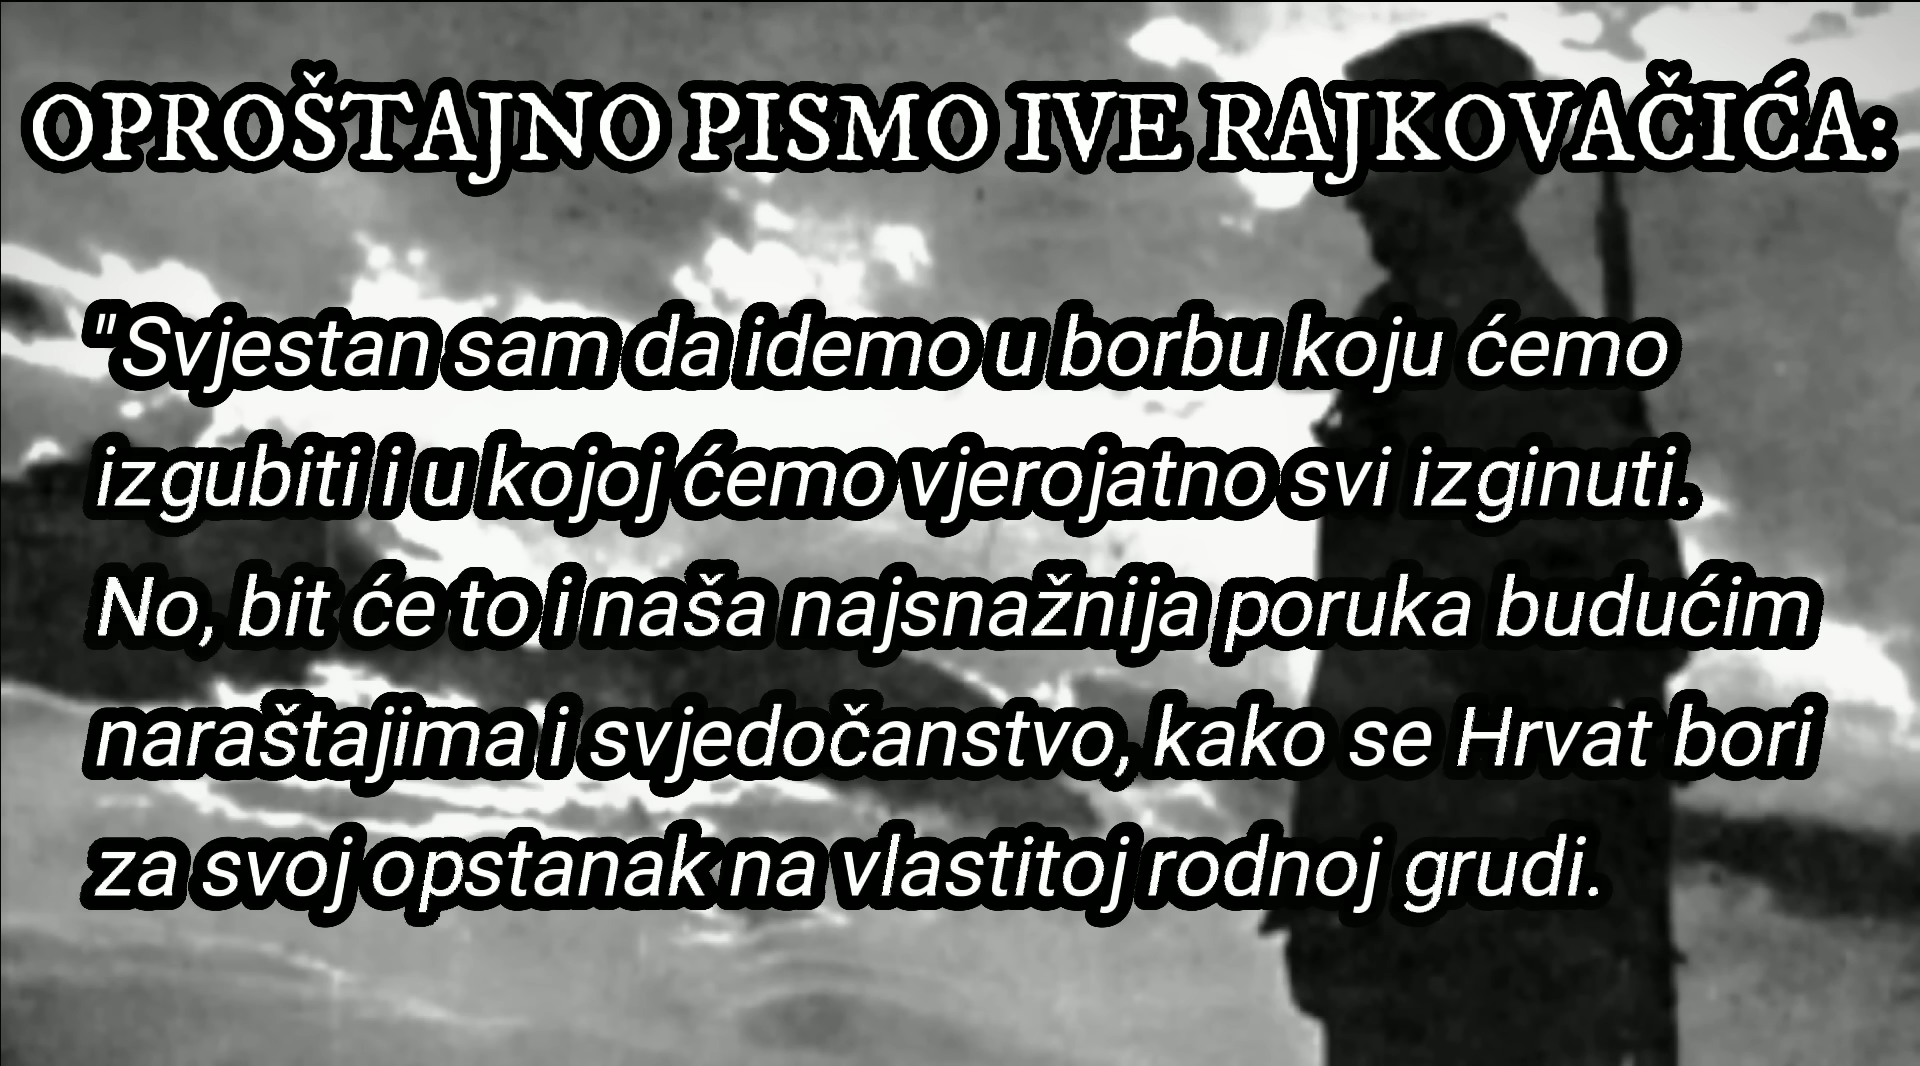 OPROŠTAJNO PISMO IVE RAJKOVAČIĆA:
"Svjestan sam da idemo u borbu koju ćemo
izgubiti i u kojoj ćemo vjerojatno svi izginuti.
No, bit će to i naša najsnažnija poruka budućim
naraštajima i svjedočanstvo, kako se Hrvat bori
za svoj opstanak na vlastitoj rodnoj grudi.